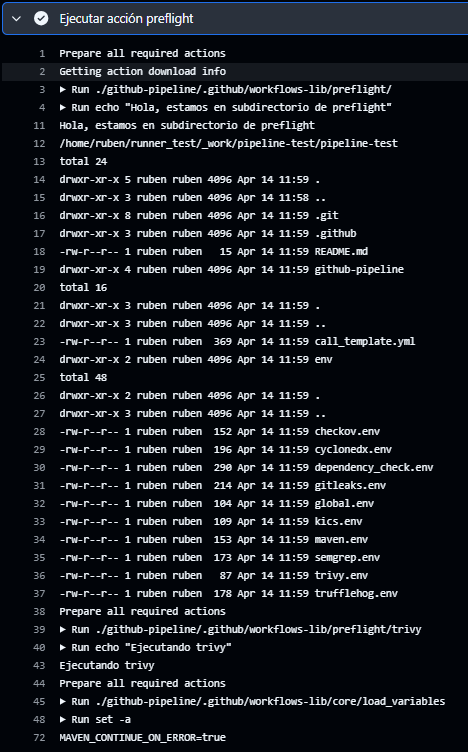 Ejecutar acción preflight
1 Prepare all required actions
2 Getting action download info
3 ▶ Run ./github-pipeline/.github/workflows-lib/preflight/
4 ▶ Run echo "Hola, estamos en subdirectorio de preflight"
11 Hola, estamos en subdirectorio de preflight
12 /home/ruben/runner_test/_work/pipeline-test/pipeline-test
13 total 24
14 drwxr-xr-x 5 ruben ruben 4096 Apr 14 11:59 .
15 drwxr-xr-x 3 ruben ruben 4096 Apr 14 11:58 ..
16 drwxr-xr-x 8 ruben ruben 4096 Apr 14 11:59 .git
17 drwxr-xr-x 3 ruben ruben 4096 Apr 14 11:59 .github
18 -rw-r--r-- 1 ruben ruben   15 Apr 14 11:59 README.md
19 drwxr-xr-x 4 ruben ruben 4096 Apr 14 11:59 github-pipeline
20 total 16
21 drwxr-xr-x 3 ruben ruben 4096 Apr 14 11:59 .
22 drwxr-xr-x 3 ruben ruben 4096 Apr 14 11:59 ..
23 -rw-r--r-- 1 ruben ruben  369 Apr 14 11:59 call_template.yml
24 drwxr-xr-x 2 ruben ruben 4096 Apr 14 11:59 env
25 total 48
26 drwxr-xr-x 2 ruben ruben 4096 Apr 14 11:59 .
27 drwxr-xr-x 3 ruben ruben 4096 Apr 14 11:59 ..
28 -rw-r--r-- 1 ruben ruben  152 Apr 14 11:59 checkov.env
29 -rw-r--r-- 1 ruben ruben  196 Apr 14 11:59 cyclonedx.env
30 -rw-r--r-- 1 ruben ruben  290 Apr 14 11:59 dependency_check.env
31 -rw-r--r-- 1 ruben ruben  214 Apr 14 11:59 gitleaks.env
32 -rw-r--r-- 1 ruben ruben  104 Apr 14 11:59 global.env
33 -rw-r--r-- 1 ruben ruben  109 Apr 14 11:59 kics.env
34 -rw-r--r-- 1 ruben ruben  153 Apr 14 11:59 maven.env
35 -rw-r--r-- 1 ruben ruben  173 Apr 14 11:59 semgrep.env
36 -rw-r--r-- 1 ruben ruben   87 Apr 14 11:59 trivy.env
37 -rw-r--r-- 1 ruben ruben  178 Apr 14 11:59 trufflehog.env
38 Prepare all required actions
39 ▶ Run ./github-pipeline/.github/workflows-lib/preflight/trivy
40 ▶ Run echo "Ejecutando trivy"
43 Ejecutando trivy
44 Prepare all required actions
45 ▶ Run ./github-pipeline/.github/workflows-lib/core/load_variables
48 ▶ Run set -a
72 MAVEN_CONTINUE_ON_ERROR=true